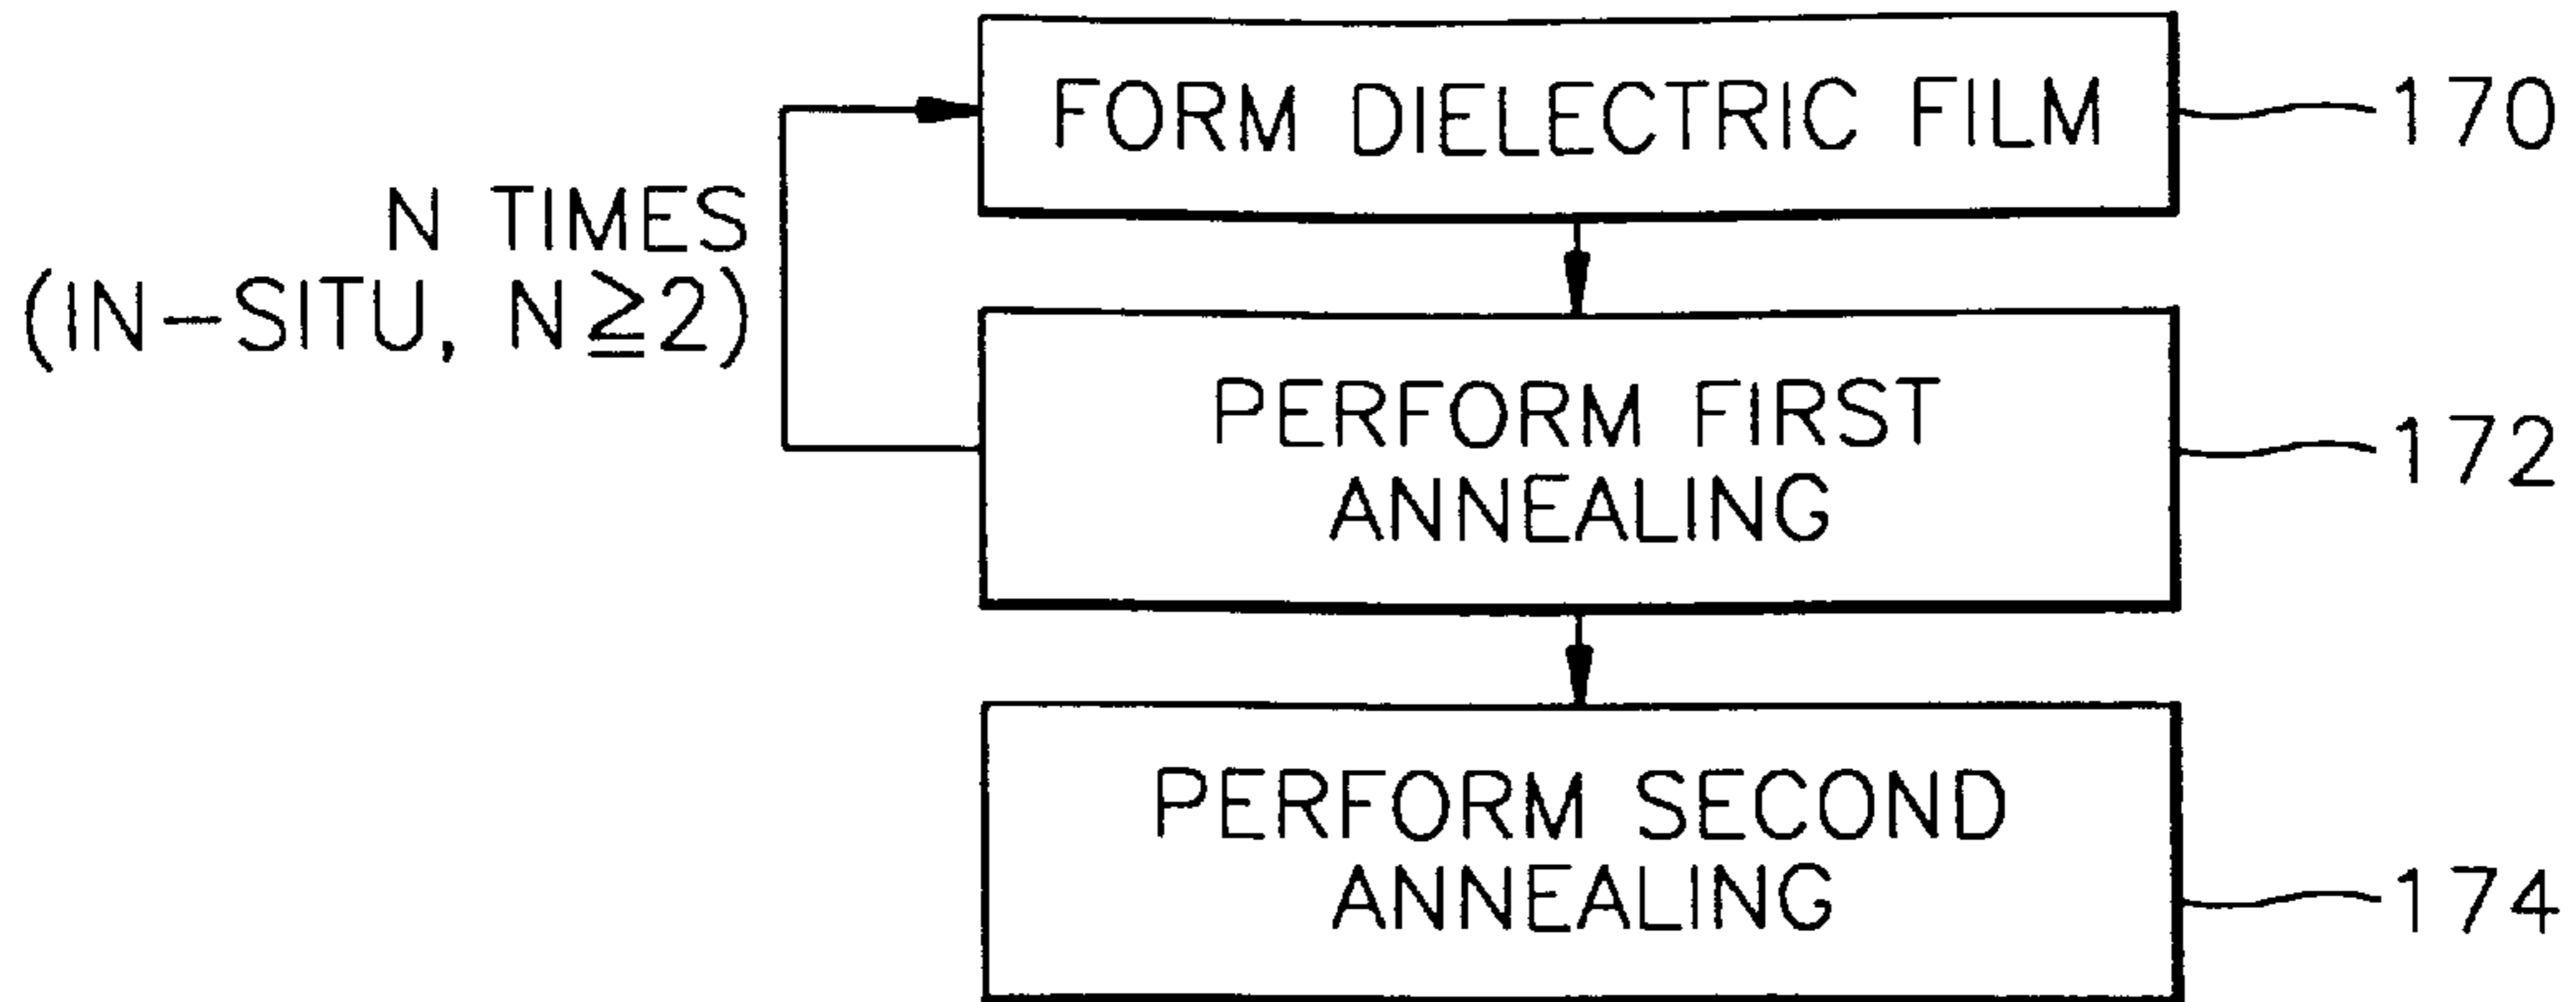 FORM DIELECTRIC FILM
170
N TIMES
(IN-SITU, N≧2)
PERFORM FIRST
ANNEALING
172
PERFORM SECOND
ANNEALING
174